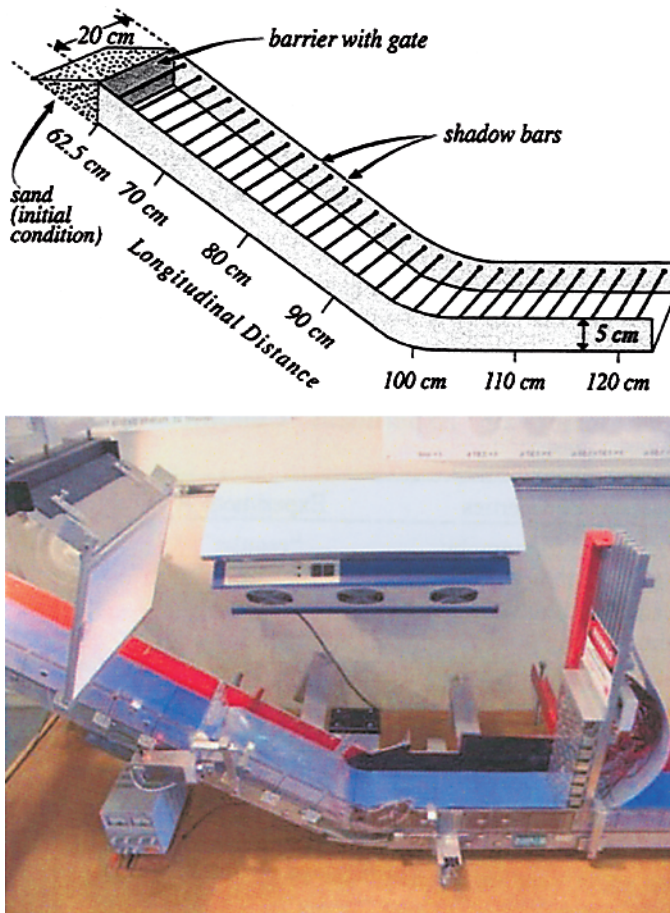 20 cm
barrier with gate
shadow bars
sand
(initial
condition)
62.5 cm
70 cm
80 cm
90 cm
Longitudinal Distance
5 cm
100 cm
110 cm
120 cm